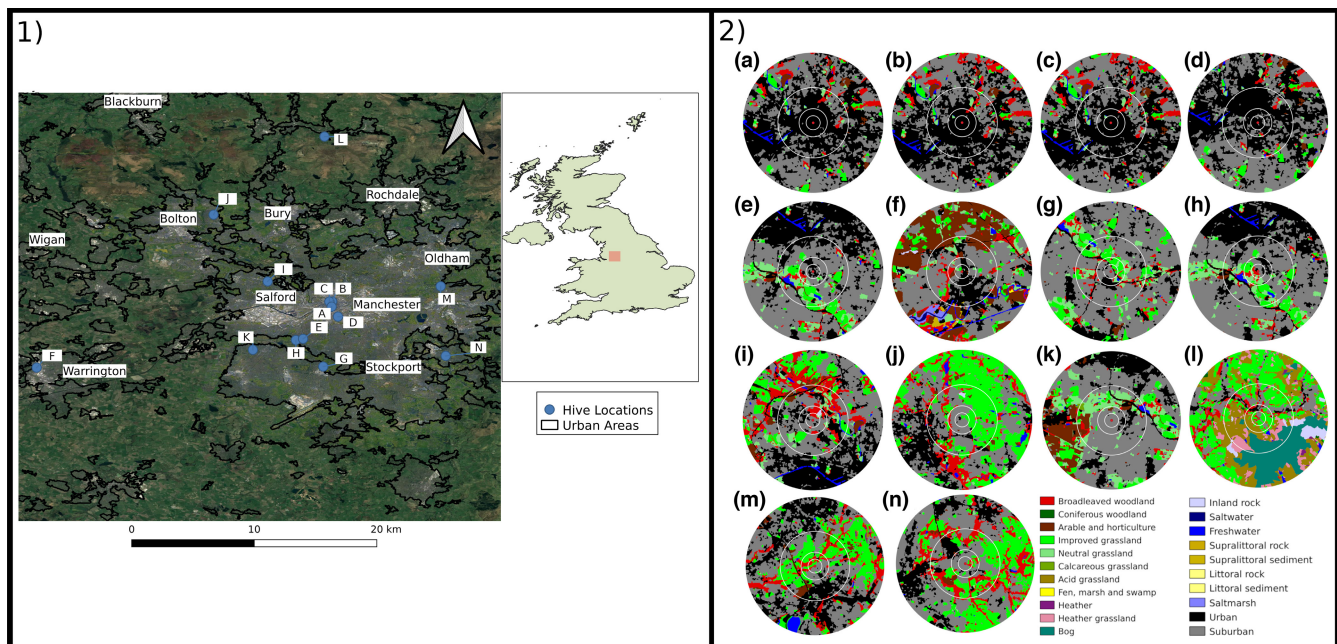 1)
Blackburn
L
J
Rochdale
Bolton
Bury
Wigan
Oldham
I
Salford
C
B
M
Manchester
A
D
E
K
N
H
G
F
Stockport
Warrington
0
10
20 km
Hive Locations
Urban Areas
2)
(a)
(b)
(c)
(d)
(e)
(f)
(g)
(h)
(i)
(j)
(k)
(l)
(m)
(n)
Broadleaved woodland
Coniferous woodland
Arable and horticulture
Improved grassland
Neutral grassland
Calcareous grassland
Acid grassland
Fen, marsh and swamp
Heather
Heather grassland
Bog
Inland rock
Saltwater
Freshwater
Supralittoral rock
Supralittoral sediment
Littoral rock
Littoral sediment
Saltmarsh
Urban
Suburban